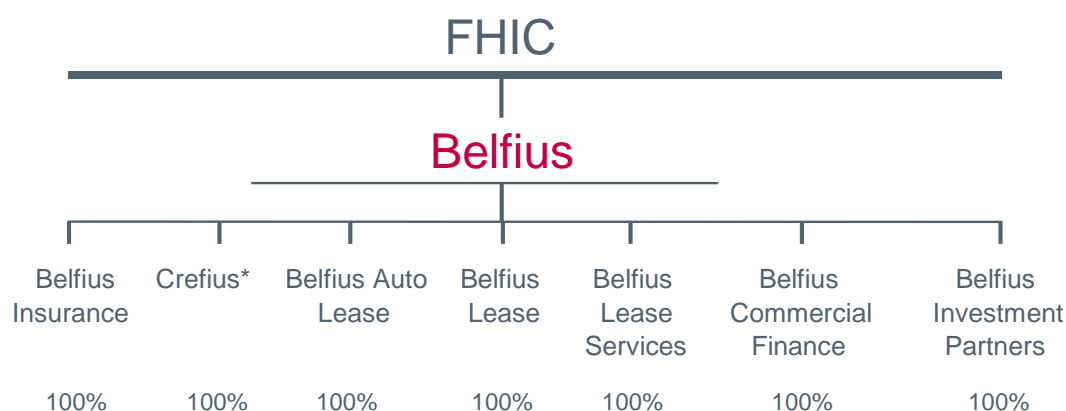 FHIC
Belfius
Belfius Insurance
Crefius*
Belfius Auto Lease
Belfius Lease
Belfius Lease Services
Belfius Commercial Finance
Belfius Investment Partners
100% 100% 100% 100% 100% 100% 100%